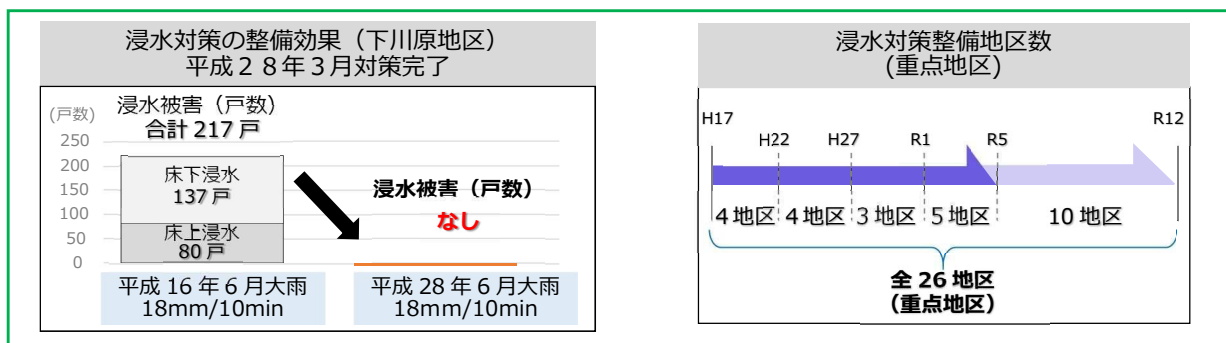 浸水対策の整備効果（下川原地区）
平成２８年３月対策完了
(戸数)
浸水被害（戸数）
合計 217 戸
250
200
150
100
50
0
床下浸水
137 戸
床上浸水
80 戸
浸水被害（戸数）
なし
平成 16 年 6 月大雨
18mm/10min
平成 28 年 6 月大雨
18mm/10min
浸水対策整備地区数
(重点地区)
H17
H22
H27
R1
R5
R12
4 地区
4 地区
3 地区
5 地区
10 地区
全 26 地区
(重点地区)